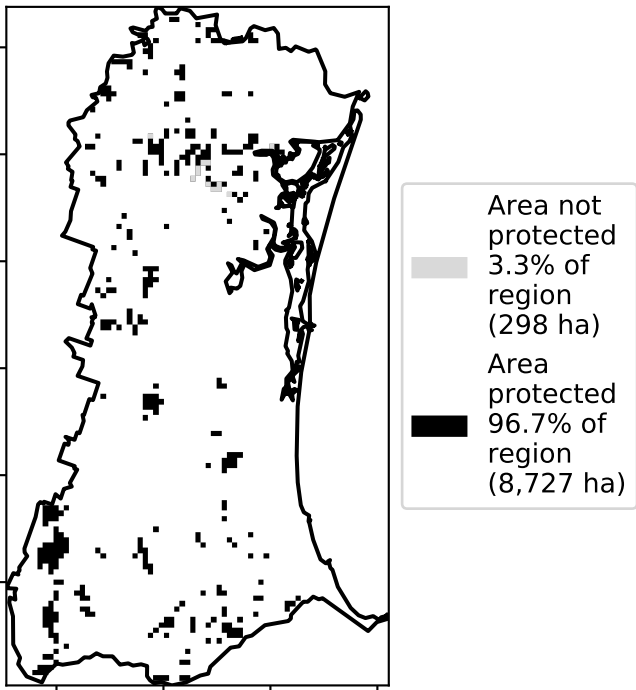 Area not
protected
3.3% of
region
(298 ha)
Area
protected
96.7% of
region
(8,727 ha)